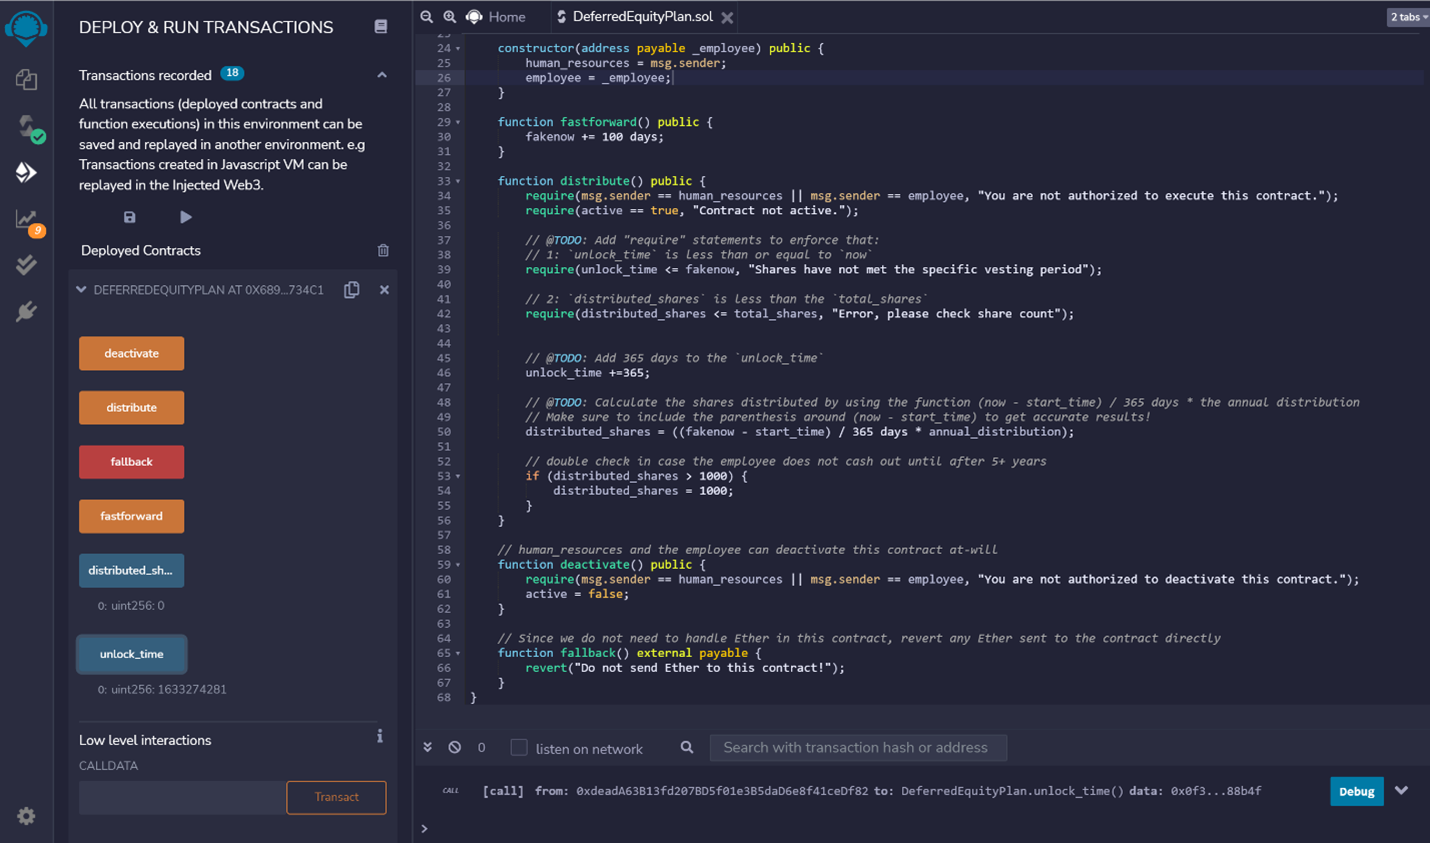 DEPLOY & RUN TRANSACTIONS
Transactions recorded 18
All transactions (deployed contracts and
function executions) in this environment can be
saved and replayed in another environment. e.g
Transactions created in Javascript VM can be
replayed in the Injected Web3.
Deployed Contracts
DEFERREDEQUITYPLAN AT 0X689...734C1
deactivate
distribute
fallback
fastforward
distributed_sh...
0: uint256: 0
unlock_time
0: uint256: 1633274281
Low level interactions
CALLDATA
Transact
9
Home
DeferredEquityPlan.sol
2 tabs
23
24 constructor(address payable _employee) public {
25 human_resources = msg.sender;
26 employee = _employee;
27 }
28
29 function fastforward() public {
30 fakenow += 100 days;
31 }
32
33 function distribute() public {
34 require(msg.sender == human_resources || msg.sender == employee, "You are not authorized to execute this contract.");
35 require(active == true, "Contract not active.");
36
37 // @TODO: Add "require" statements to enforce that:
38 // 1: `unlock_time` is less than or equal to `now`
39 require(unlock_time <= fakenow, "Shares have not met the specific vesting period");
40
41 // 2: `distributed_shares` is less than the `total_shares`
42 require(distributed_shares <= total_shares, "Error, please check share count");
43
44
45 // @TODO: Add 365 days to the `unlock_time`
46 unlock_time +=365;
47
48 // @TODO: Calculate the shares distributed by using the function (now - start_time) / 365 days * the annual distribution
49 // Make sure to include the parenthesis around (now - start_time) to get accurate results!
50 distributed_shares = ((fakenow - start_time) / 365 days * annual_distribution);
51
52 // double check in case the employee does not cash out until after 5+ years
53 if (distributed_shares > 1000) {
54 distributed_shares = 1000;
55 }
56 }
57
58 // human_resources and the employee can deactivate this contract at-will
59 function deactivate() public {
60 require(msg.sender == human_resources || msg.sender == employee, "You are not authorized to deactivate this contract.");
61 active = false;
62 }
63
64 // Since we do not need to handle Ether in this contract, revert any Ether sent to the contract directly
65 function fallback() external payable {
66 revert("Do not send Ether to this contract!");
67 }
68 }
0 listen on network Search with transaction hash or address
CALL [call] from: 0xdeadA63B13fd207BD5f01e3B5daD6e8f41ceDf82 to: DeferredEquityPlan.unlock_time() data: 0x0f3...88b4f Debug
>